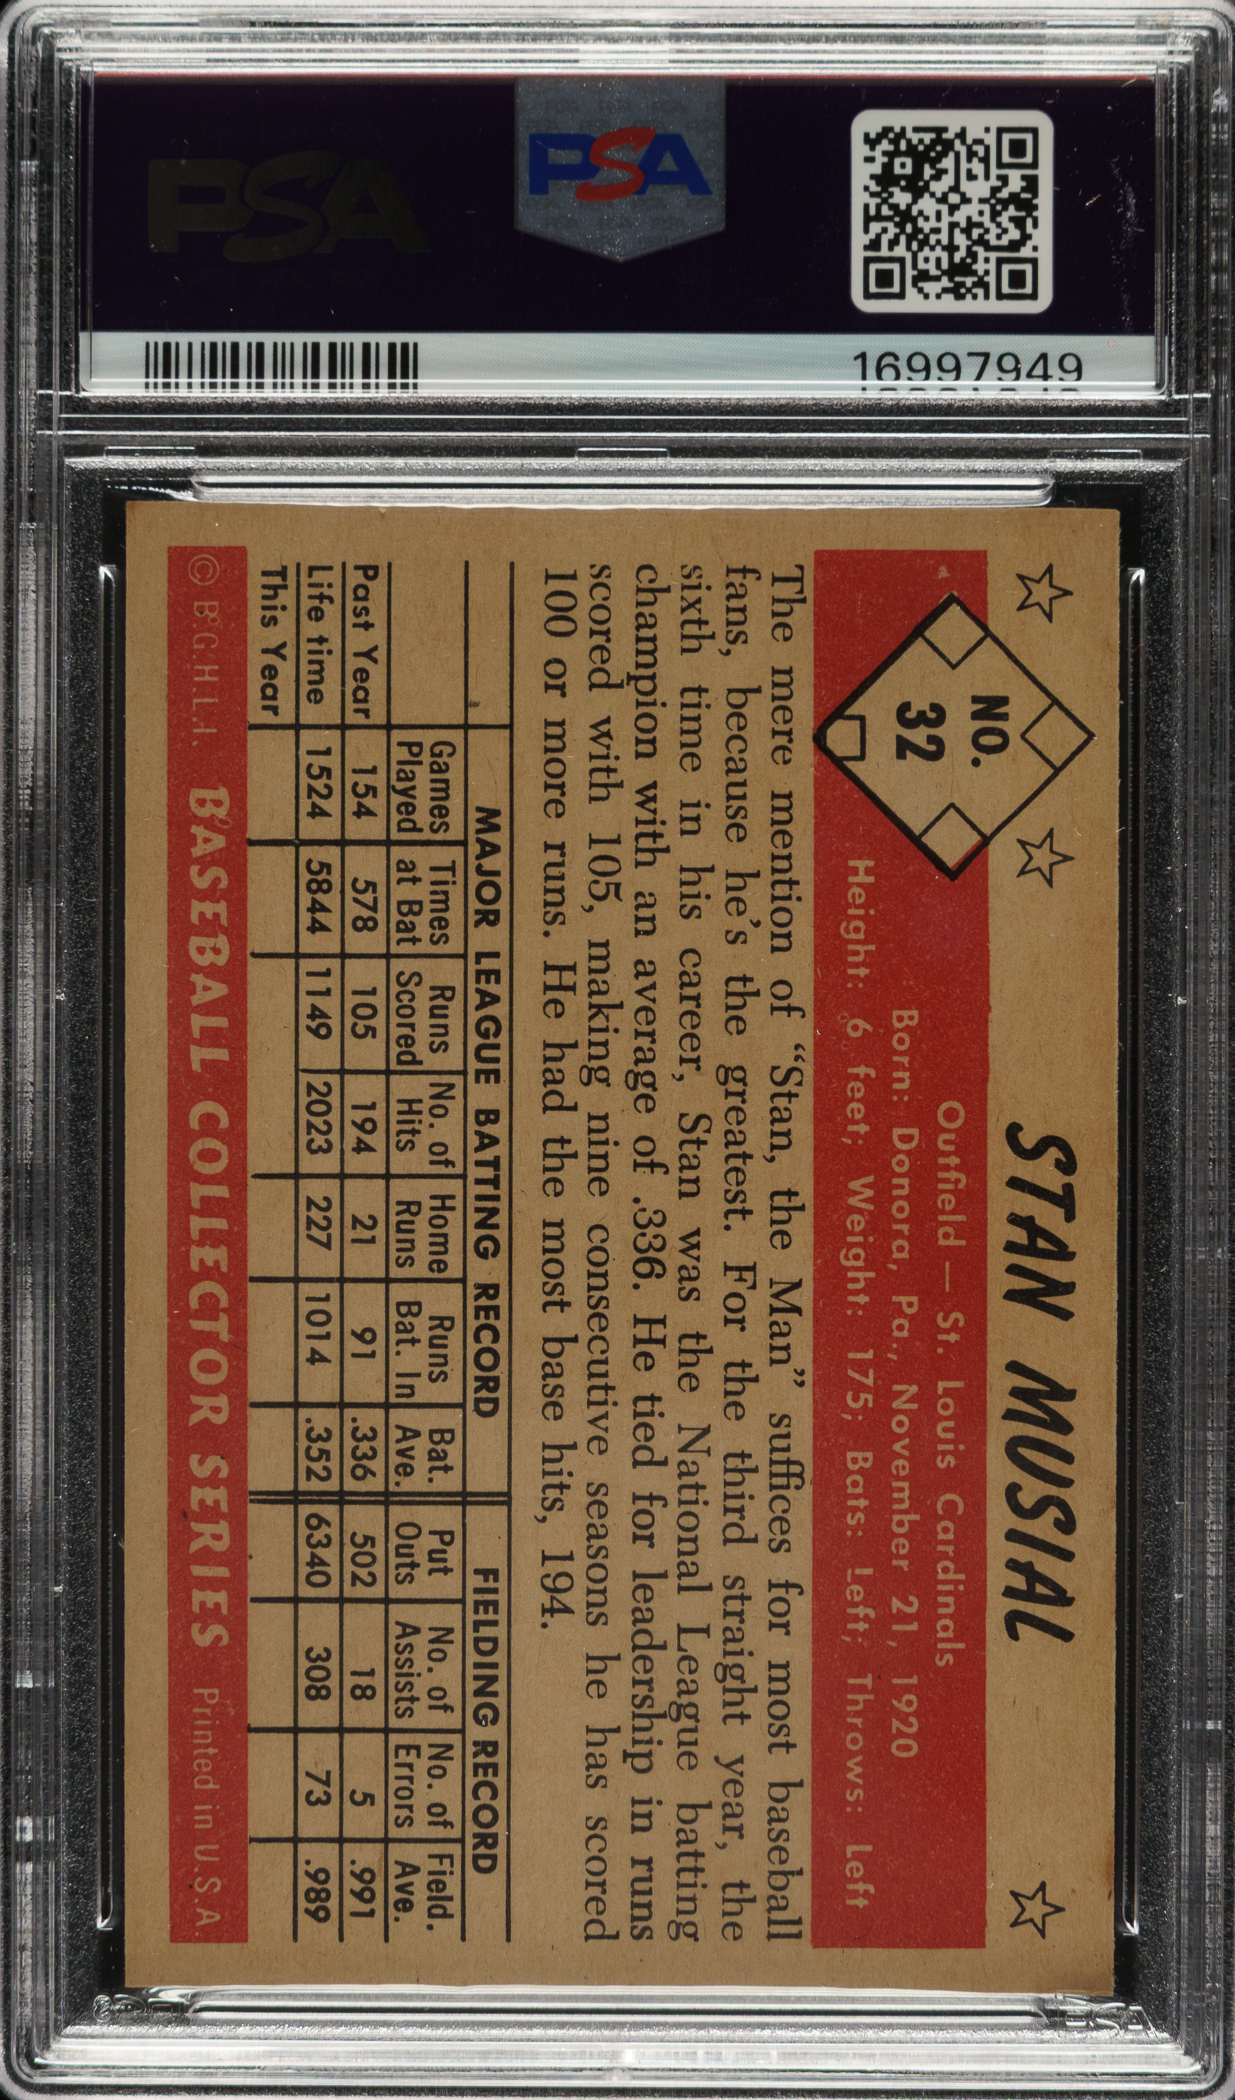 PSA
PSA
16997949
NO.
32
STAN MUSIAL
Outfield — St. Louis Cardinals
Born: Donora, Pa., November 21, 1920
Height: 6 feet; Weight: 175; Bats: Left; Throws: Left
The mere mention of “Stan, the Man” suffices for most baseball
fans, because he's the greatest. For the third straight year, the
sixth time in his career, Stan was the National League batting
champion with an average of .336. He tied for leadership in runs
scored with 105, making nine consecutive seasons he has scored
100 or more runs. He had the most base hits, 194.
MAJOR LEAGUE BATTING RECORD FIELDING RECORD
Games Times Runs No. of Home Runs Bat. Put No. of No. of Field.
Played at Bat Scored Hits Runs Bat. In Ave. Outs Assists Errors Ave.
Past Year 154 578 105 194 21 91 .336 502 18 5 .991
Life time 1524 5844 1149 2023 227 1014 .352 6340 308 73 .989
This Year
© B.G.H.L.I. BASEBALL COLLECTOR SERIES Printed in U.S.A.
PSA